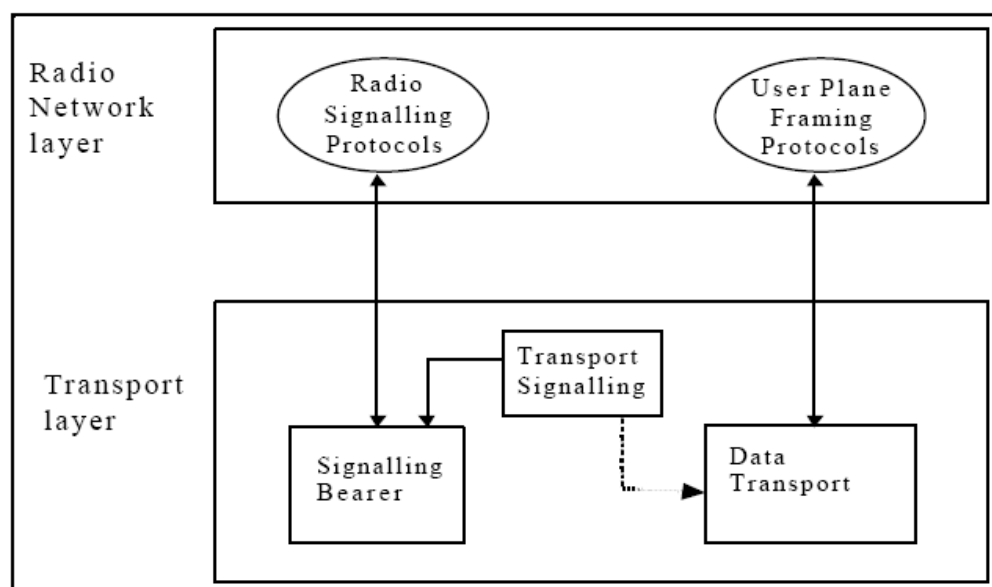 Radio
Network
layer
Radio
Signalling
Protocols
User Plane
Framing
Protocols
Transport
layer
Transport
Signalling
Signalling
Bearer
Data
Transport